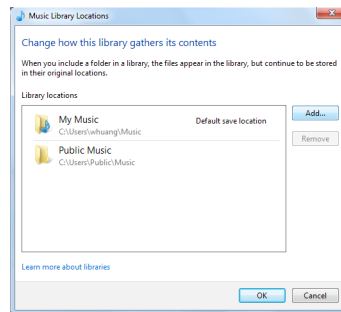 Music Library Locations
Change how this library gathers its contents
When you include a folder in a library, the files appear in the library, but continue to be stored
in their original locations.
Library locations
My Music
Default save location
C:\Users\whuang\Music
Public Music
C:\Users\Public\Music
Add...
Remove
Learn more about libraries
OK
Cancel